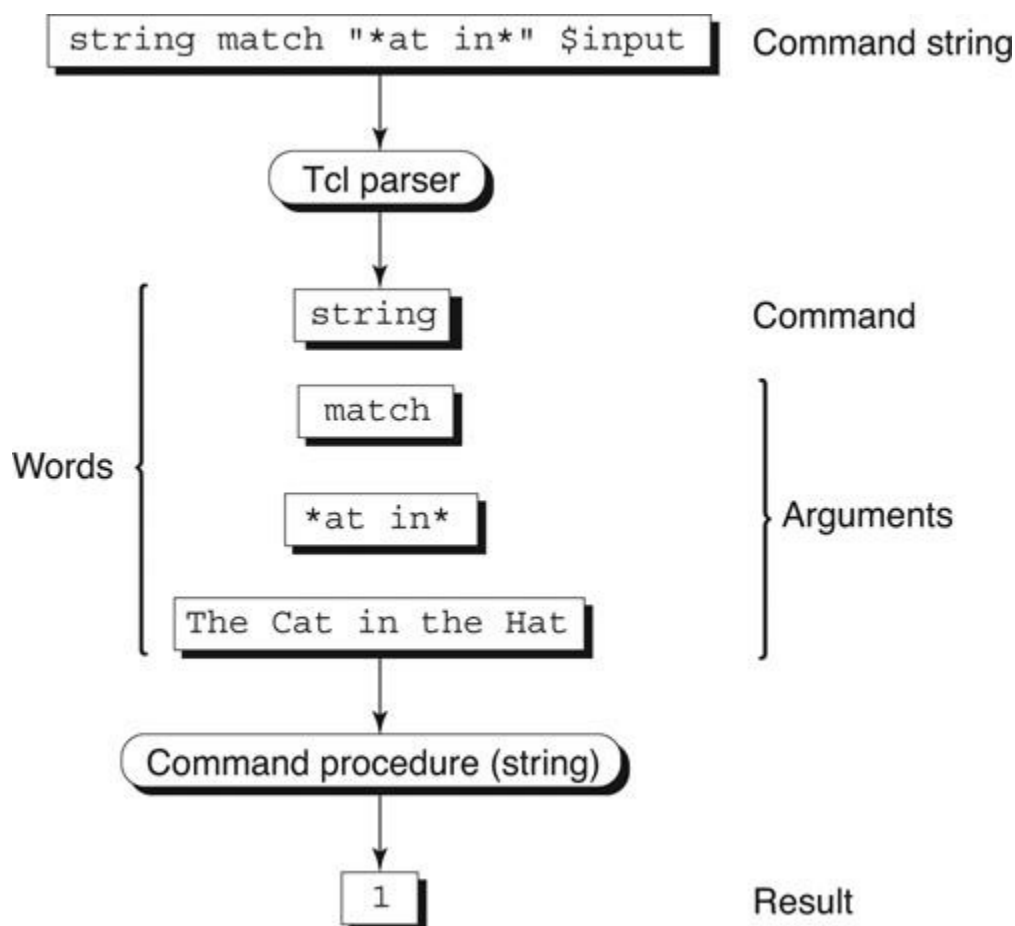 string match "*at in*" $input
Command string
Tcl parser
string
Command
match
Words
*at in*
Arguments
The Cat in the Hat
Command procedure (string)
1
Result